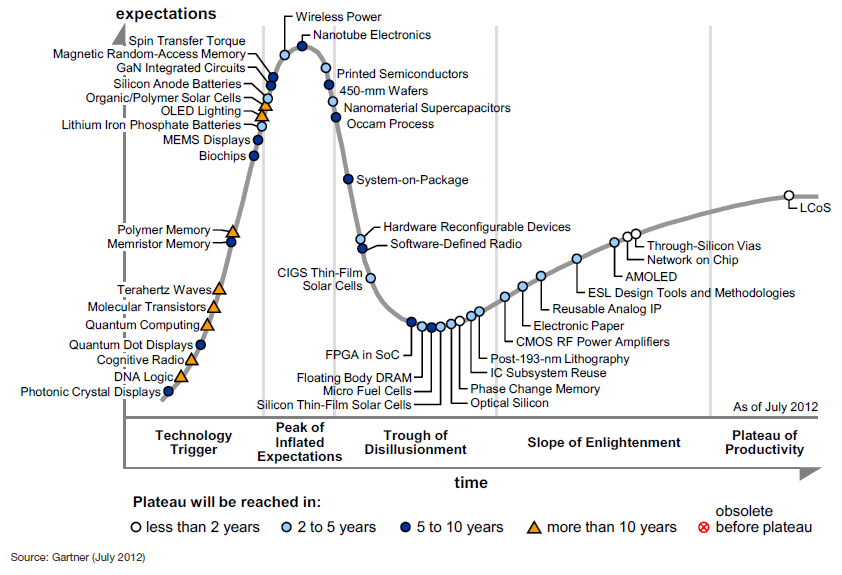 expectations
Wireless Power
Nanotube Electronics
Spin Transfer Torque
Magnetic Random-Access Memory
GaN Integrated Circuits
Silicon Anode Batteries
Organic/Polymer Solar Cells
OLED Lighting
Lithium Iron Phosphate Batteries
MEMS Displays
Biochips
Printed Semiconductors
450-mm Wafers
Nanomaterial Supercapacitors
Occam Process
System-on-Package
Polymer Memory
Memristor Memory
Hardware Reconfigurable Devices
Software-Defined Radio
CIGS Thin-Film
Solar Cells
Terahertz Waves
Molecular Transistors
Quantum Computing
Quantum Dot Displays
Cognitive Radio
DNA Logic
Photonic Crystal Displays
FPGA in SoC
Floating Body DRAM
Micro Fuel Cells
Silicon Thin-Film Solar Cells
Optical Silicon
Phase Change Memory
IC Subsystem Reuse
Post-193-nm Lithography
CMOS RF Power Amplifiers
Electronic Paper
Reusable Analog IP
ESL Design Tools and Methodologies
AMOLED
Network on Chip
Through-Silicon Vias
LCoS
As of July 2012
Technology
Trigger
Peak of
Inflated
Expectations
Trough of
Disillusionment
Slope of Enlightenment
Plateau of
Productivity
time
Plateau will be reached in:
less than 2 years
2 to 5 years
5 to 10 years
more than 10 years
obsolete
before plateau
Source: Gartner (July 2012)